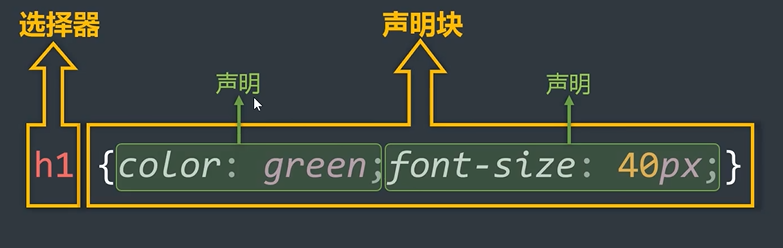 选择器 声明块
声明 声明
h1 {color: green;font-size: 40px;}